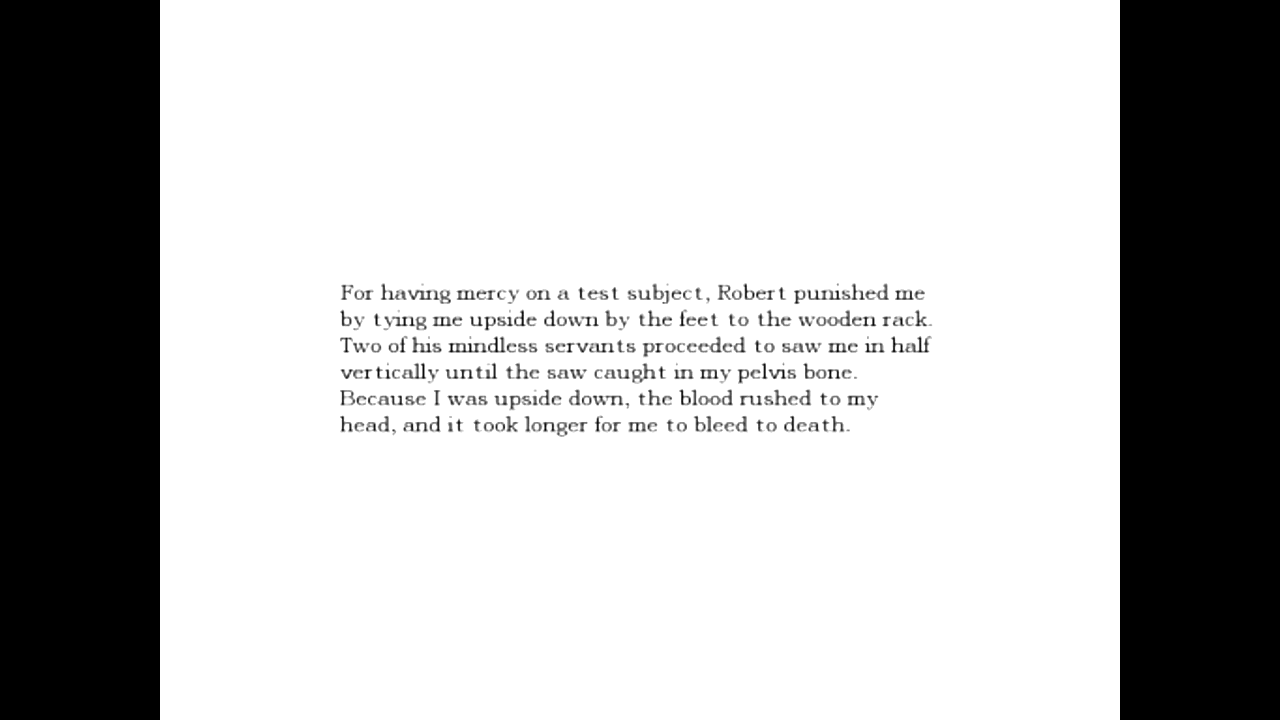 For having mercy on a test subject, Robert punished me
by tying me upside down by the feet to the wooden rack.
Two of his mindless servants proceeded to saw me in half
vertically until the saw caught in my pelvis bone.
Because I was upside down, the blood rushed to my
head, and it took longer for me to bleed to death.